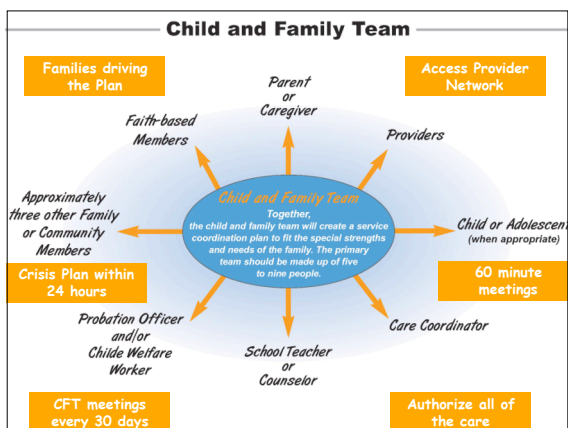 Child and Family Team
Families driving
the Plan
Access Provider
Network
Parent
or
Caregiver
Faith-based
Members
Providers
Approximately
three other Family
or Community
Members
Child and Family Team
Together,
the child and family team will create a service
coordination plan to fit the special strengths
and needs of the family. The primary
team should be made up of five
to nine people.
Child or Adolescent
(when appropriate)
Crisis Plan within
24 hours
60 minute
meetings
Probation Officer
and/or
Childe Welfare
Worker
School Teacher
or
Counselor
Care Coordinator
CFT meetings
every 30 days
Authorize all of
the care